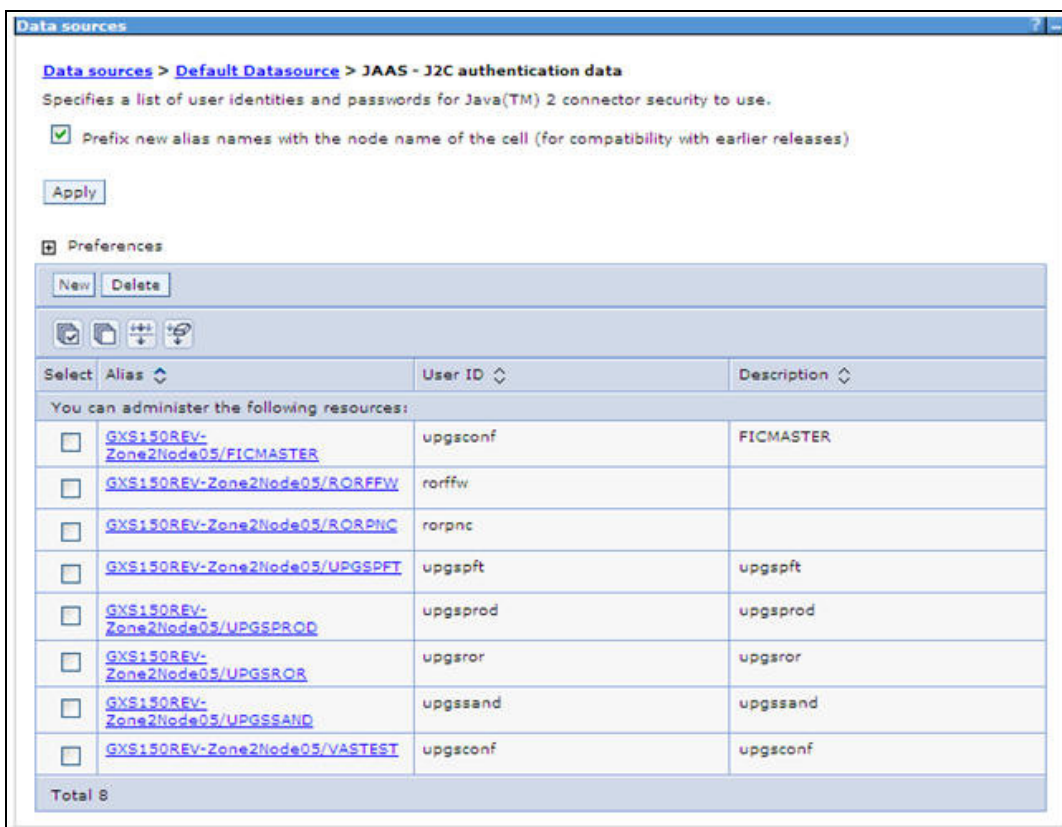 Data sources
?
Data sources > Default Datasource > JAAS - J2C authentication data
Specifies a list of user identities and passwords for Java(TM) 2 connector security to use.
Prefix new alias names with the node name of the cell (for compatibility with earlier releases)
Apply
Preferences
New Delete
Select Alias User ID Description
You can administer the following resources:
GXS150REV-
Zone2Node05/FICMASTER upgsconf FICMASTER
GXS150REV-Zone2Node05/RORFFW rorffw
GXS150REV-Zone2Node05/RORPNC rorpnc
GXS150REV-Zone2Node05/UPGSPFT upgspft upgspft
GXS150REV-
Zone2Node05/UPGSPROD upgsprod upgsprod
GXS150REV-
Zone2Node05/UPGSROR upgsror upgsror
GXS150REV-
Zone2Node05/UPGSSAND upgssand upgssand
GXS150REV-Zone2Node05/VASTEST upgsconf upgsconf
Total 8